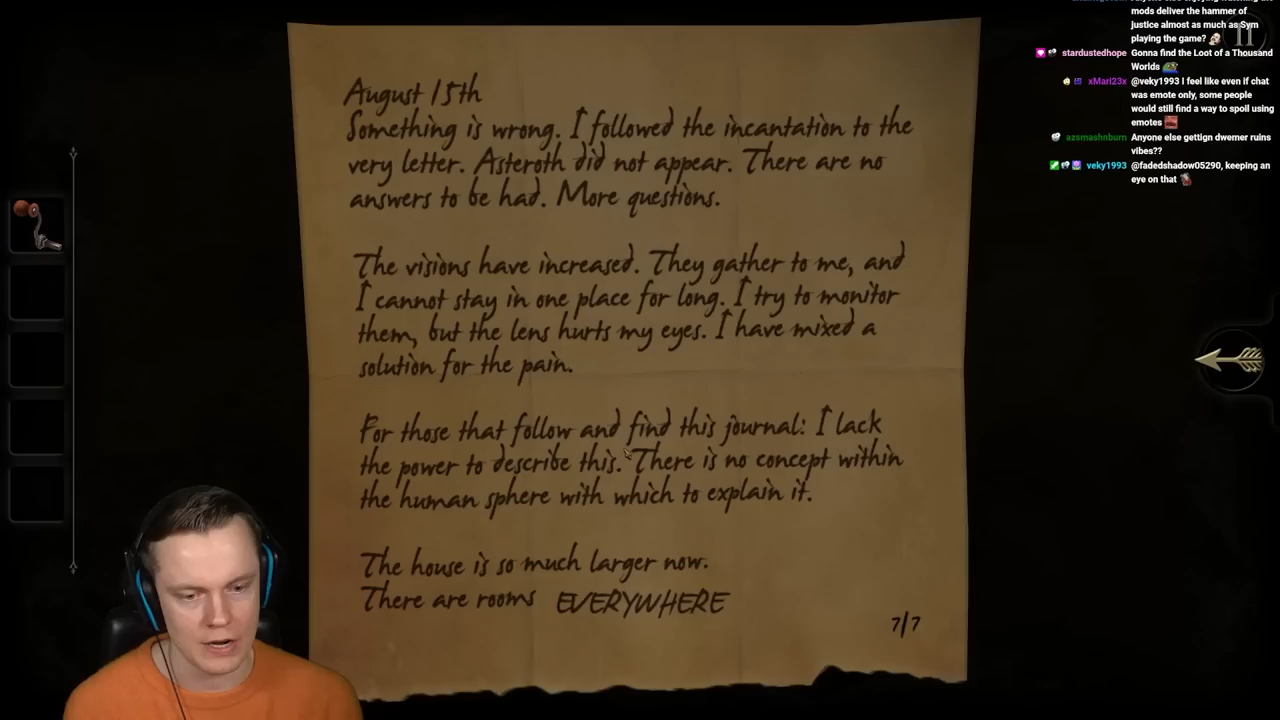 August 15th
Something is wrong. I followed the incantation to the
very letter. Asteroth did not appear. There are no
answers to be had. More questions.
The visions have increased. They gather to me, and
I cannot stay in one place for long. I try to monitor
them, but the lens hurts my eyes. I have mixed a
solution for the pain.
For those that follow and find this journal: I lack
the power to describe this. There is no concept within
the human sphere with which to explain it.
The house is so much larger now.
There are rooms EVERYWHERE
7/7
mods deliver the hammer of
justice almost as much as Sym
playing the game?
stardustedhope Gonna find the Loot of a Thousand
Worlds
xMari23x @veky1993 I feel like even if chat
was emote only, some people
would still find a way to spoil using
emotes
azsmashnburn Anyone else gettign dwemer ruins
vibes??
veky1993 @fadedshadow05290, keeping an
eye on that